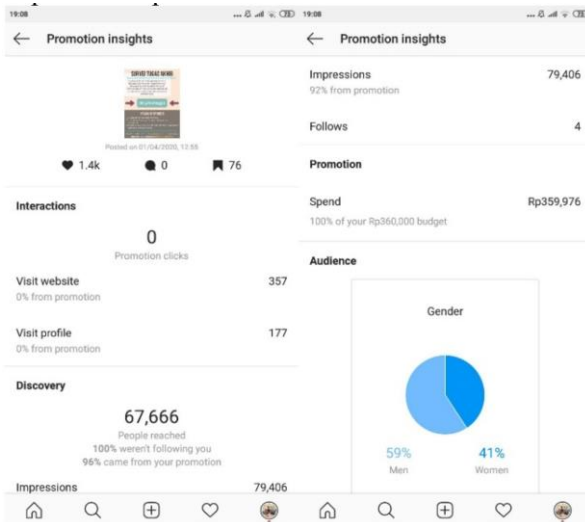 19:08
Promotion insights
SURVEI TUGAS AKHIR
Posted on 01/04/2020, 12:55
1.4k
0
76
Interactions
0
Promotion clicks
Visit website 357
0% from promotion
Visit profile 177
0% from promotion
Discovery
67,666
People reached
100% weren't following you
96% came from your promotion
Impressions 79,406
19:08
Promotion insights
Impressions 79,406
92% from promotion
Follows 4
Promotion
Spend Rp359,976
100% of your Rp360,000 budget
Audience
Gender
59% 41%
Men Women